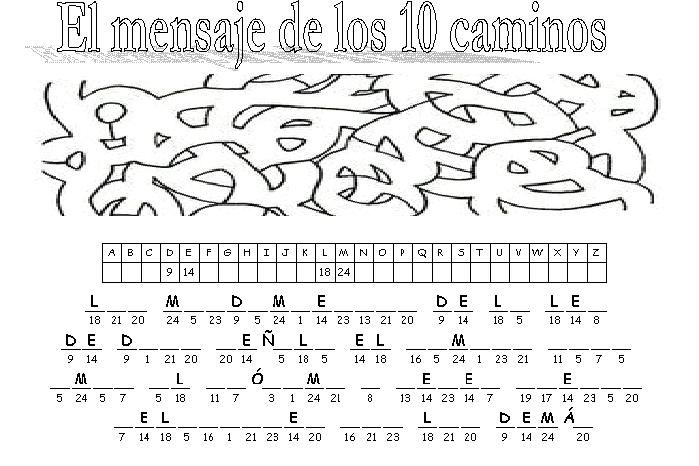 El mensaje de los 10 caminos
A B C D E F G H I J K L M N O P Q R S T U V W X Y Z
9 14 18 24
L M D M E D E L L E
18 21 20 24 5 23 9 5 24 1 14 23 13 21 20 9 14 18 5 18 14 8
D E D E Ñ L E L M
9 14 9 1 21 20 20 14 5 18 5 14 18 16 5 24 1 23 21 11 5 7 5
M L Ó M E E E
5 24 5 7 5 18 11 7 3 1 24 21 8 13 14 23 14 7 19 17 14 23 5 20
E L E L D E M Á
7 14 18 5 16 1 21 23 14 20 16 21 23 18 21 20 9 14 24 20